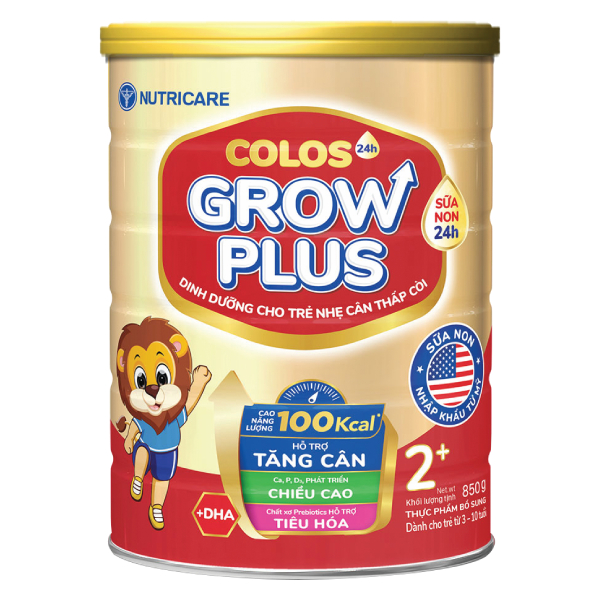 NUTRICARE
COLOS 24h
GROW
PLUS
DINH DƯỠNG CHO TRẺ NHẸ CÂN THẤP CÒI
SỮA
NON
24h
SỮA NON
NHẬP KHẨU TỪ MỸ
CAO
NĂNG
LƯỢNG
100Kcal*
HỖ TRỢ
TĂNG CÂN
Ca, P, D₃, PHÁT TRIỂN
CHIỀU CAO
Chất xơ Prebiotics HỖ TRỢ
TIÊU HÓA
+DHA
2+
Net.wt
Khối lượng tịnh 850g
THỰC PHẨM BỔ SUNG
Dành cho trẻ từ 3 - 10 tuổi